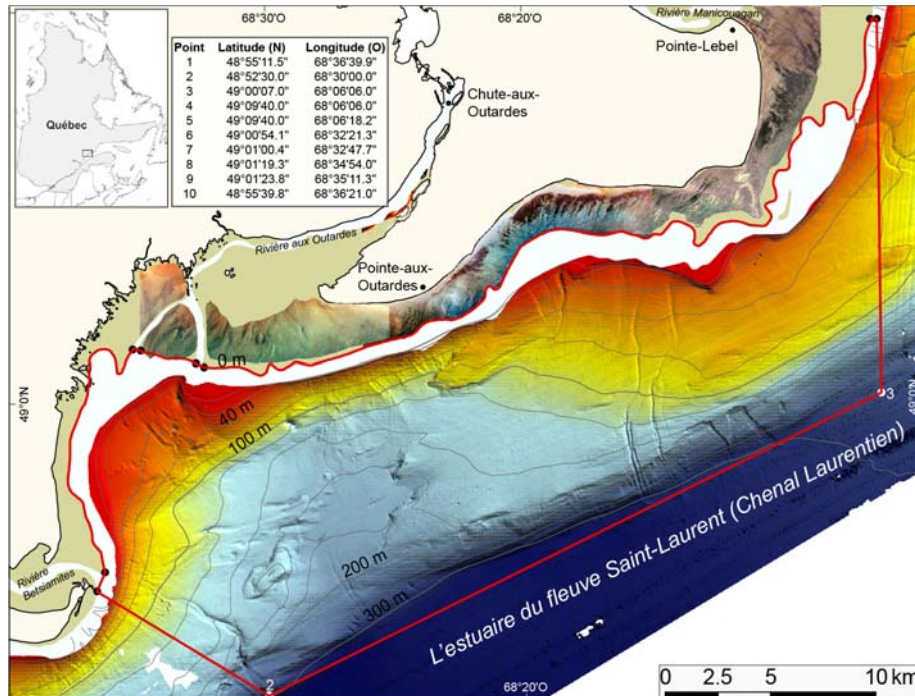 68°30'O
68°20'O
Rivière Manicouagan
Pointe-Lebel
Québec
Point Latitude (N) Longitude (O)
1 48°55'11.5" 68°36'39.9"
2 48°52'30.0" 68°30'00.0"
3 49°00'07.0" 68°06'06.0"
4 49°09'40.0" 68°06'06.0"
5 49°09'40.0" 68°06'18.2"
6 49°00'54.1" 68°32'21.3"
7 49°01'00.4" 68°32'47.7"
8 49°01'19.3" 68°34'54.0"
9 49°01'23.8" 68°35'11.3"
10 48°55'39.8" 68°36'21.0"
Chute-aux-
Outardes
Rivière aux Outardes
Pointe-aux-
Outardes
0 m
40 m
100 m
200 m
300 m
49°0'N
49°0'N
3
L'estuaire du fleuve Saint-Laurent (Chenal Laurentien)
Rivière
Betsiamites
2
68°20'O
0 2.5 5 10 km